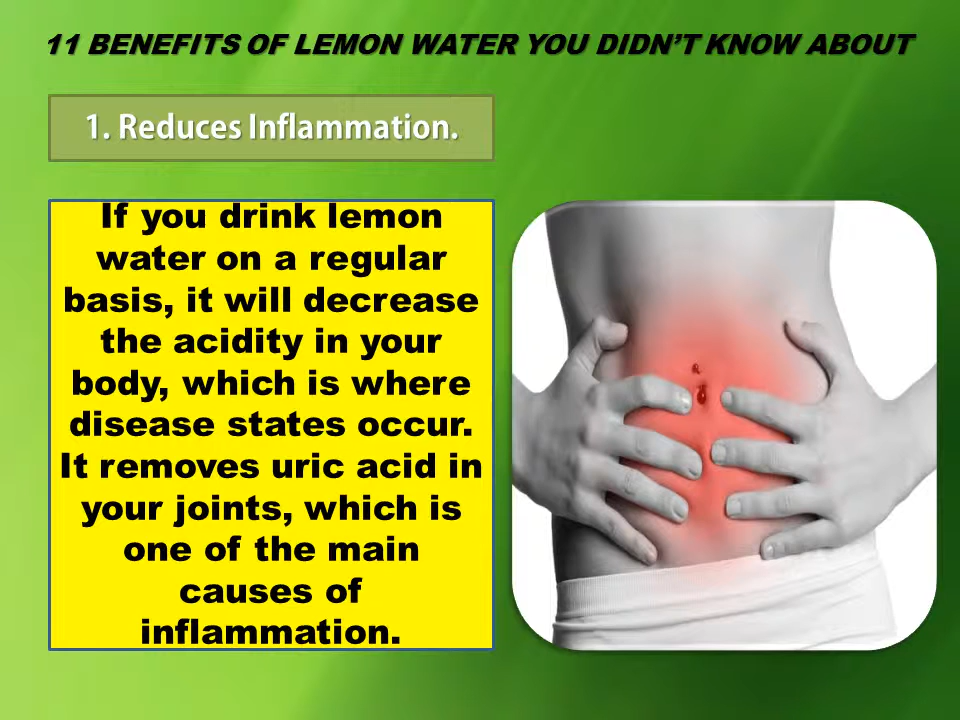 11 BENEFITS OF LEMON WATER YOU DIDN’T KNOW ABOUT
1. Reduces Inflammation.
If you drink lemon
water on a regular
basis, it will decrease
the acidity in your
body, which is where
disease states occur.
It removes uric acid in
your joints, which is
one of the main
causes of
inflammation.